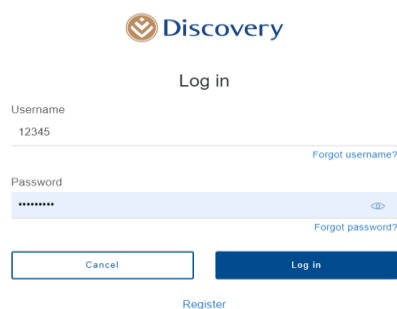 Discovery
Log in
Username
12345
Forgot username?
Password
•••••••••
Forgot password?
Cancel
Log in
Register